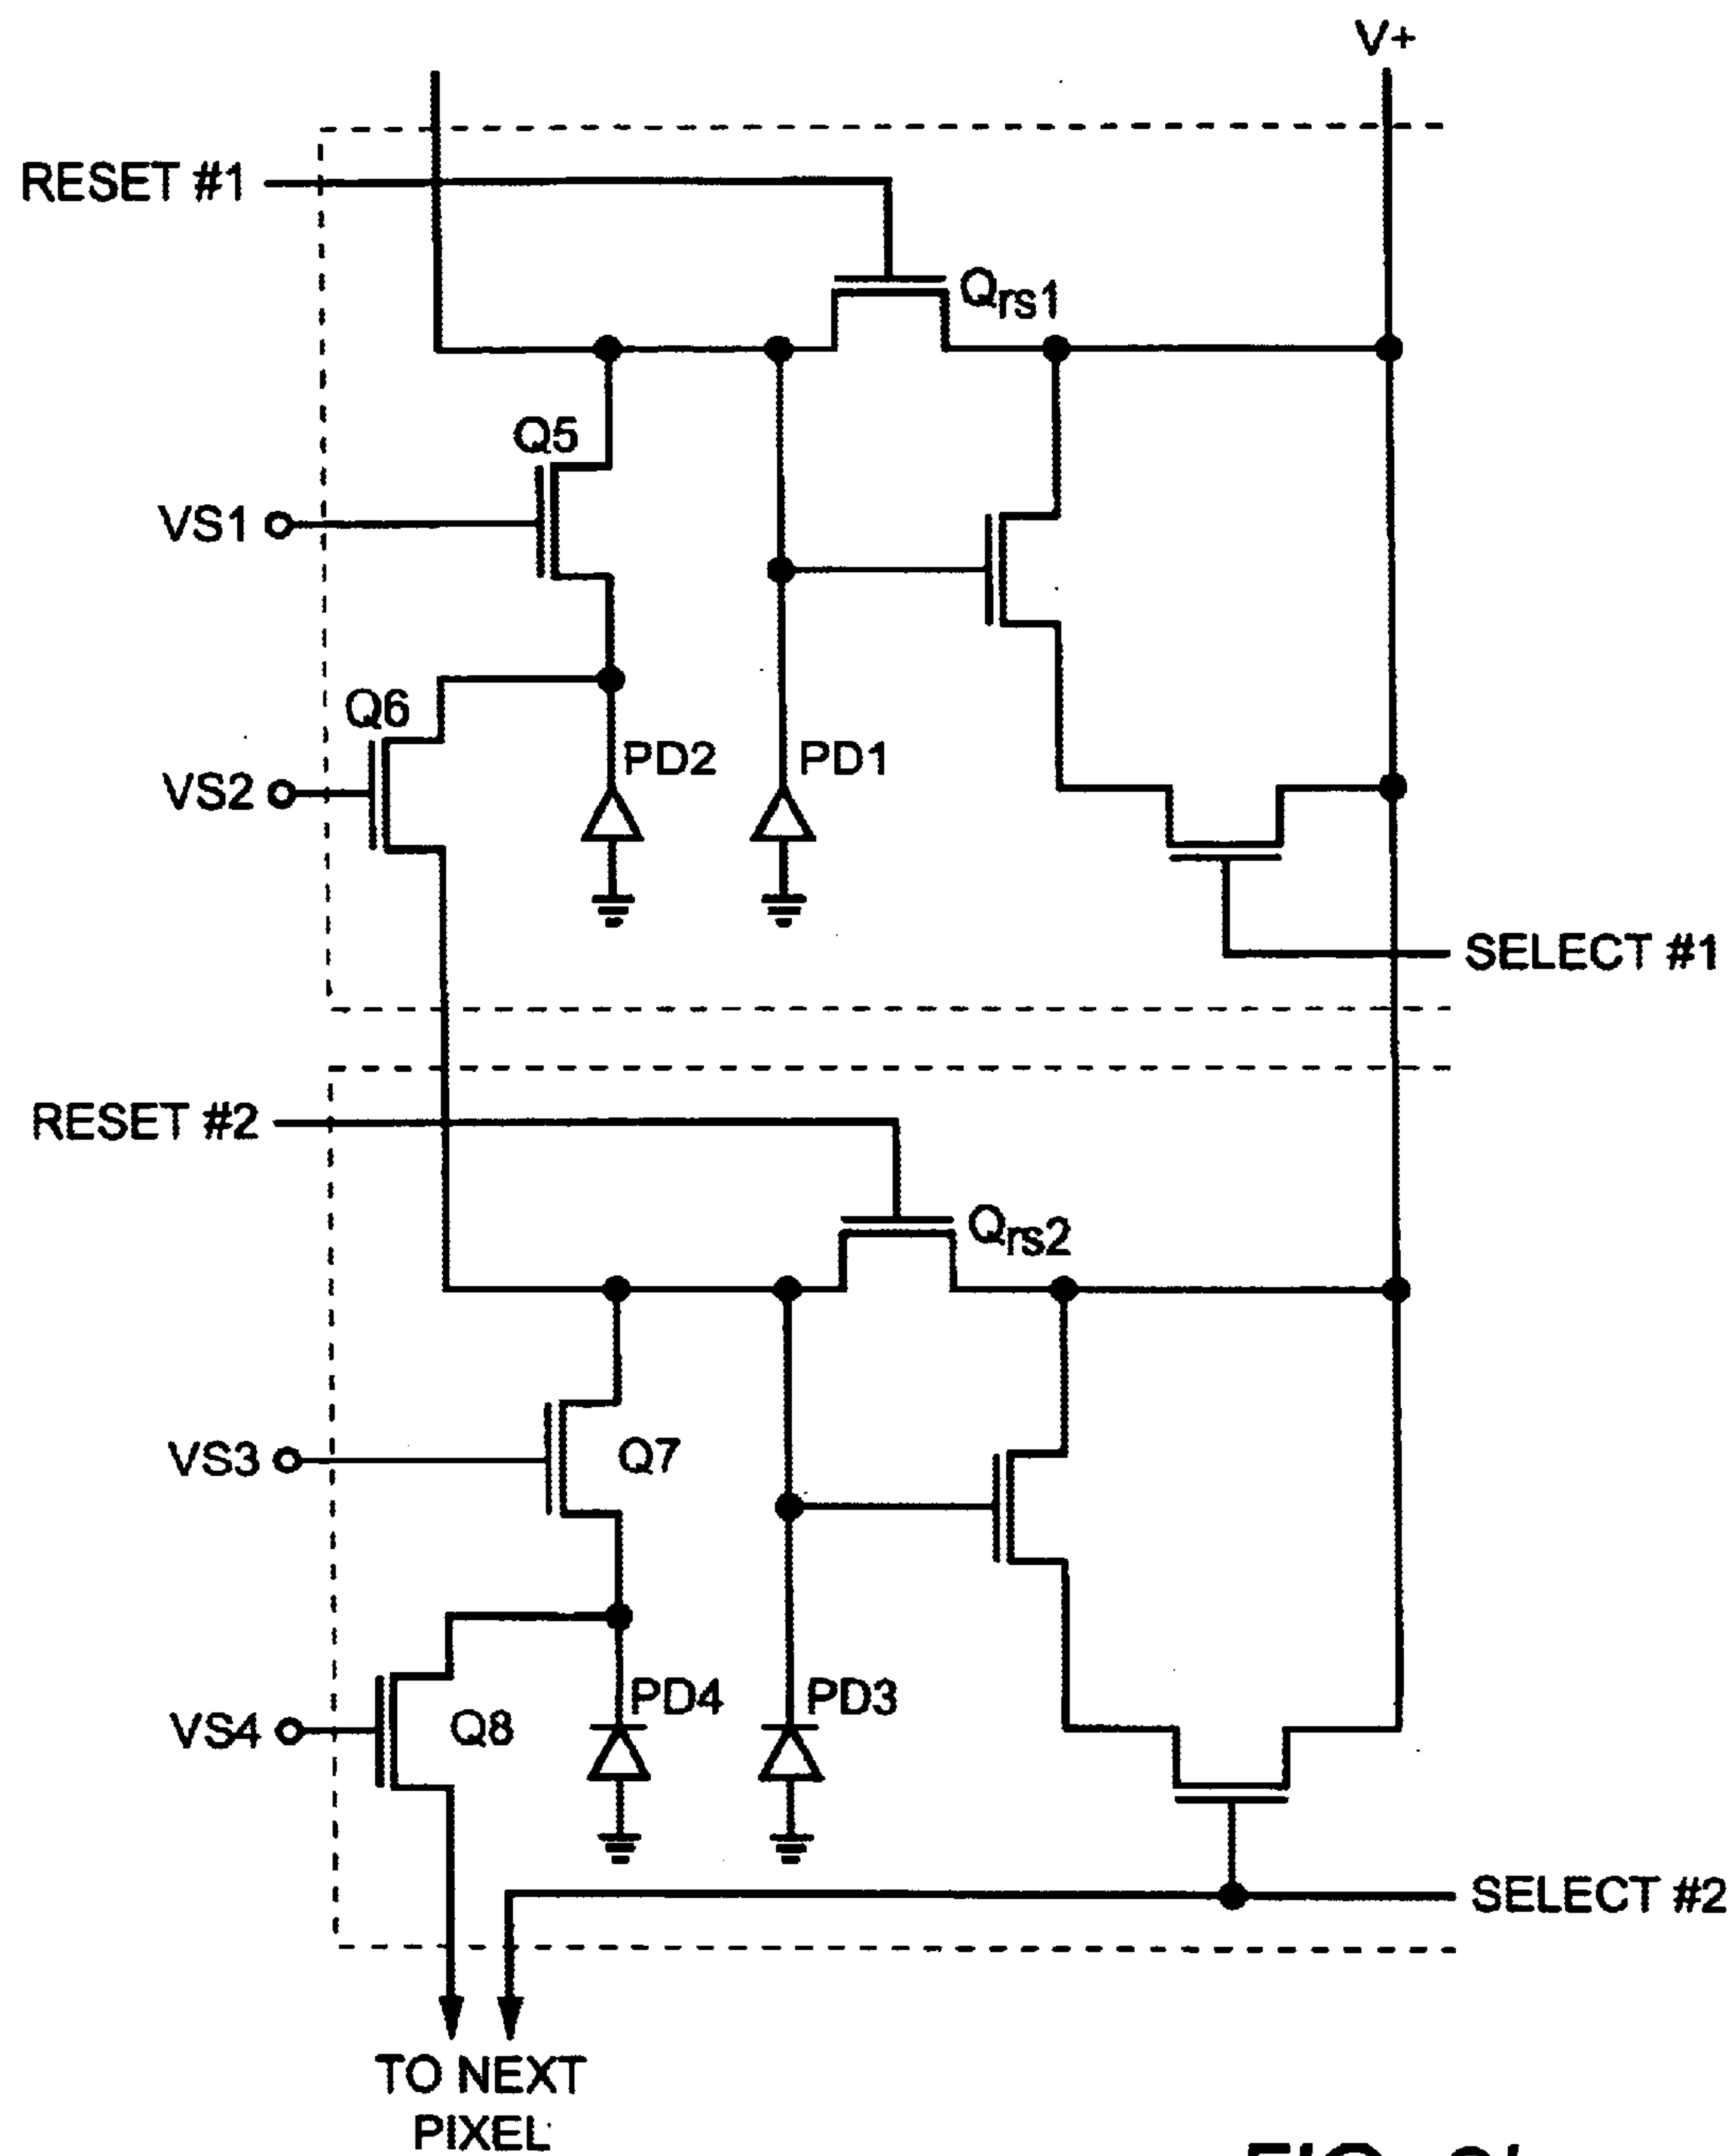 V+
RESET #1
Qrs1
Q5
VS1
Q6
PD2
PD1
VS2
SELECT #1
RESET #2
Qrs2
Q7
VS3
PD4
PD3
VS4
Q8
SELECT #2
TO NEXT
PIXEL